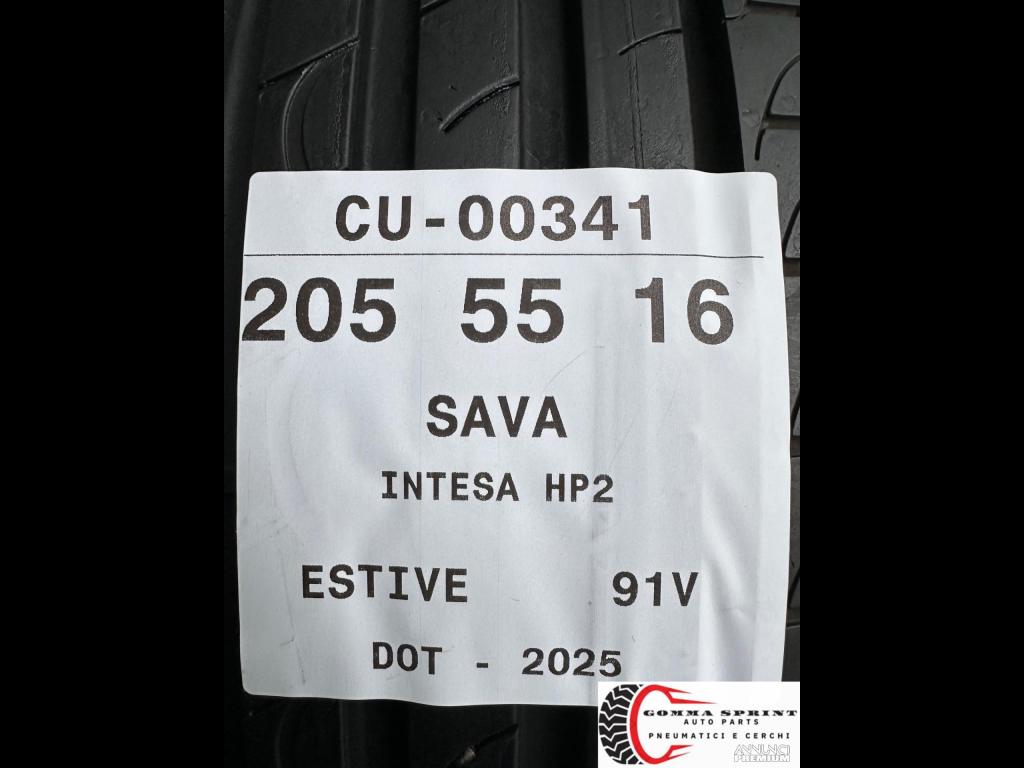 CU-00341
205 55 16
SAVA
INTESA HP2
ESTIVE 91V
DOT - 2025
GOMMA SPRINT
AUTO PARTS
PNEUMATICI E CERCHI
ANNUNCI
PREMIUM